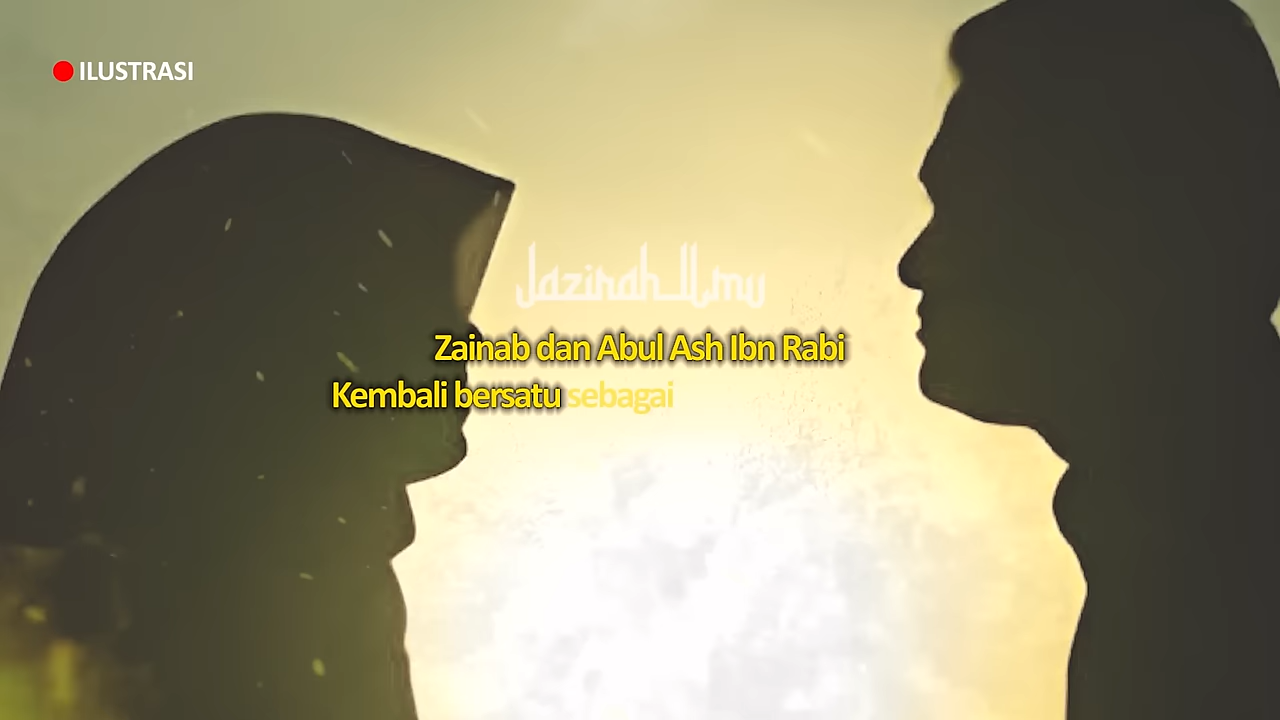 ILUSTRASI
Jazirah Ilmu
Zainab dan Abul Ash Ibn Rabi
Kembali bersatu sebagai